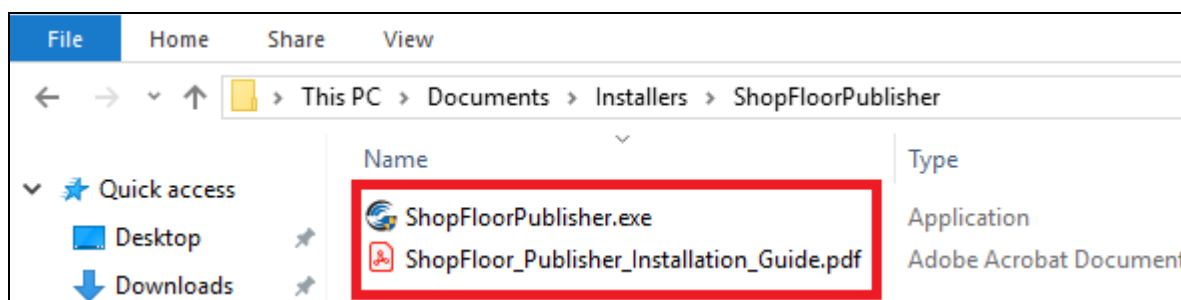 File Home Share View
This PC > Documents > Installers > ShopFloorPublisher
Name Type
Quick access
ShopFloorPublisher.exe Application
Desktop
ShopFloor_Publisher_Installation_Guide.pdf Adobe Acrobat Document
Downloads